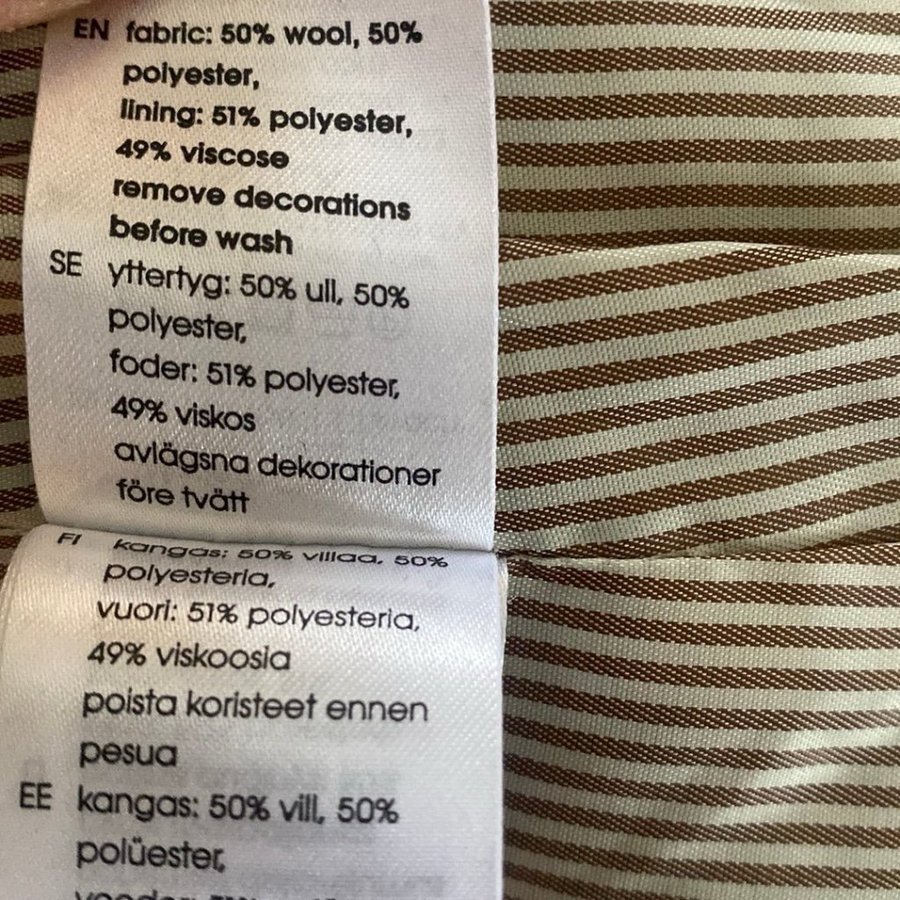 EN fabric: 50% wool, 50%
polyester,
lining: 51% polyester,
49% viscose
remove decorations
before wash
SE yttertyg: 50% ull, 50%
polyester,
foder: 51% polyester,
49% viskos
avlägsna dekorationer
före tvätt
FI kangas: 50% villaa, 50%
polyesteria,
vuori: 51% polyesteria,
49% viskoosia
poista koristeet ennen
pesua
EE kangas: 50% vill, 50%
polüester,